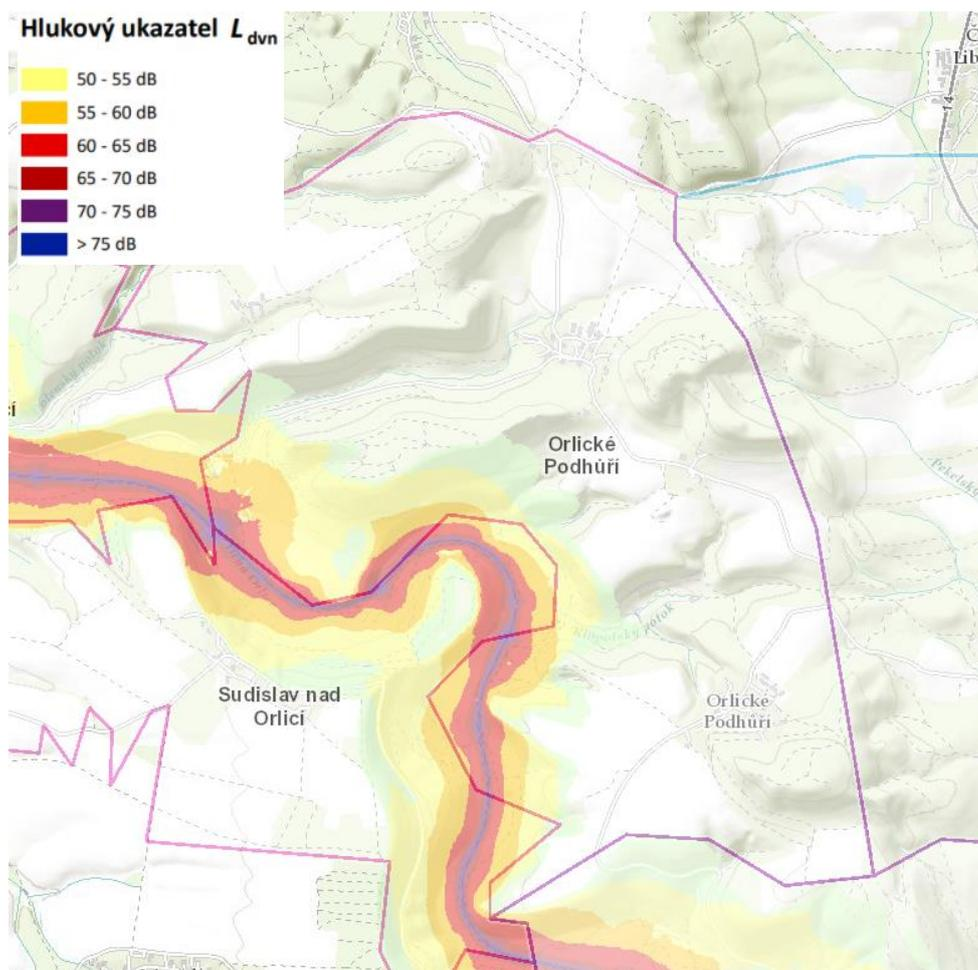 Hlukový ukazatel L dvn
50 - 55 dB
55 - 60 dB
60 - 65 dB
65 - 70 dB
70 - 75 dB
> 75 dB
14
Orlické
Podhůří
Sudislav nad
Orlicí
Orlické
Podhůří